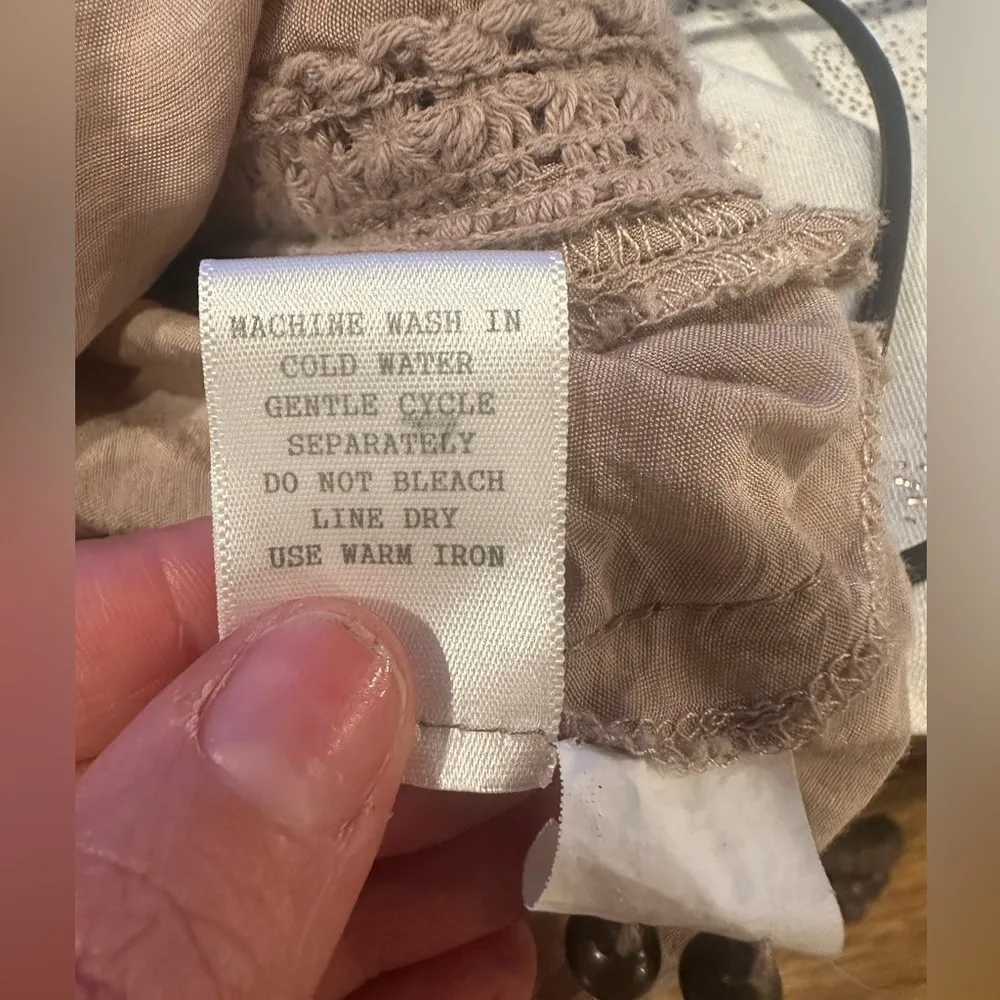 MACHINE WASH IN
COLD WATER
GENTLE CYCLE
SEPARATELY
DO NOT BLEACH
LINE DRY
USE WARM IRON